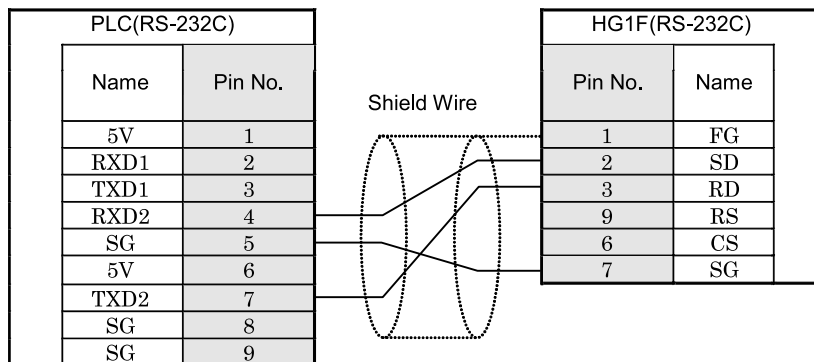 PLC(RS-232C)
HG1F(RS-232C)
Name Pin No.
Pin No. Name
Shield Wire
5V 1
RXD1 2
TXD1 3
RXD2 4
SG 5
5V 6
TXD2 7
SG 8
SG 9
1 FG
2 SD
3 RD
9 RS
6 CS
7 SG